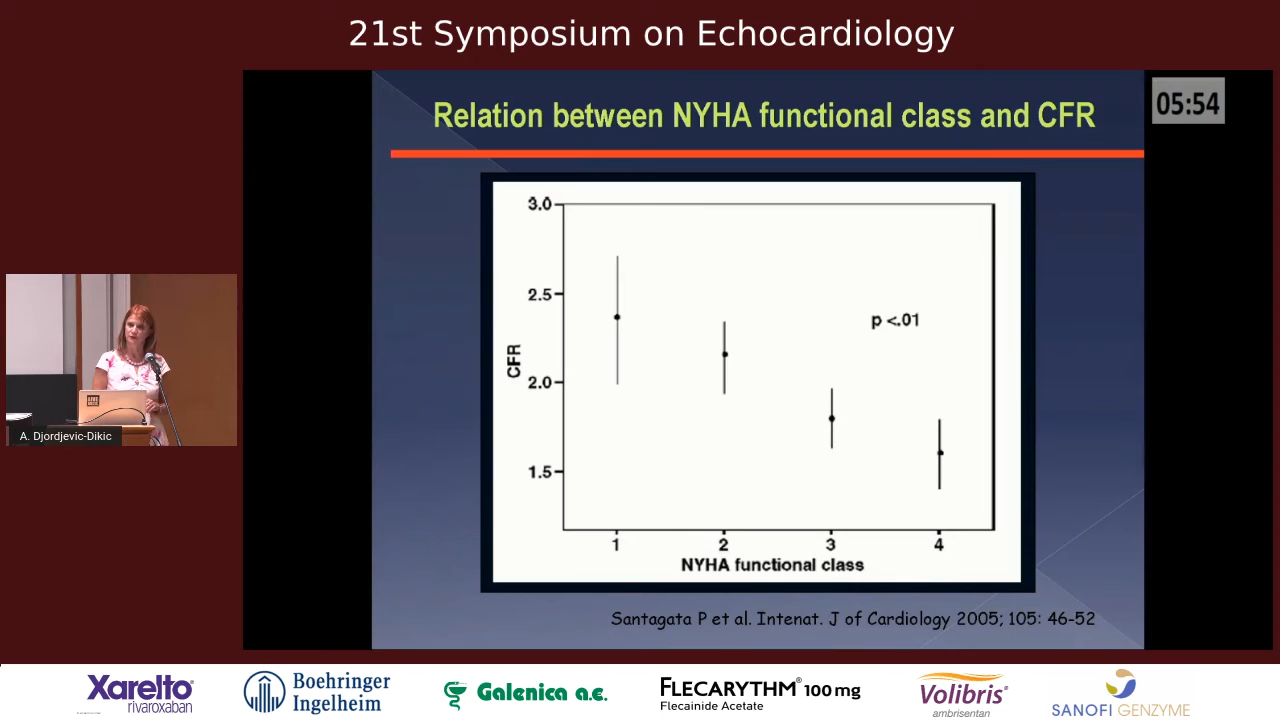 21st Symposium on Echocardiology
Relation between NYHA functional class and CFR
05:54
3.0
2.5
2.0
1.5
CFR
p <.01
1 2 3 4
NYHA functional class
Santagata P et al. Intenat. J of Cardiology 2005; 105: 46-52
A. Djordjevic-Dikic
Xarelto®
rivaroxaban
Boehringer
Ingelheim
Galenica a.e.
FLECARYTHM® 100 mg
Flecainide Acetate
Volibris®
ambrisentan
SANOFI GENZYME